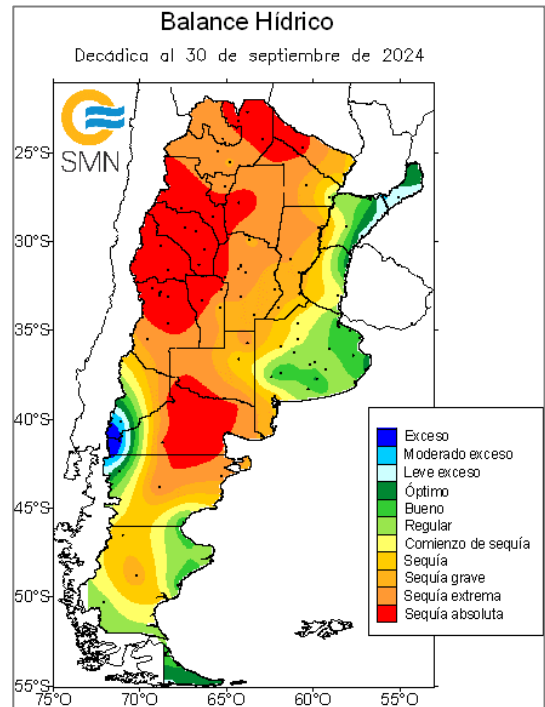 Balance Hídrico
Decádica al 30 de septiembre de 2024
SMN
25°S
30°S
35°S
40°S
45°S
50°S
55°S
75°O
70°O
65°O
60°O
55°O
Exceso
Moderado exceso
Leve exceso
Óptimo
Bueno
Regular
Comienzo de sequía
Sequía
Sequía grave
Sequía extrema
Sequía absoluta